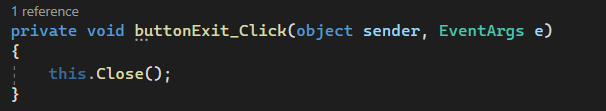 1 reference
private void buttonExit_Click(object sender, EventArgs e)
{
    this.Close();
}